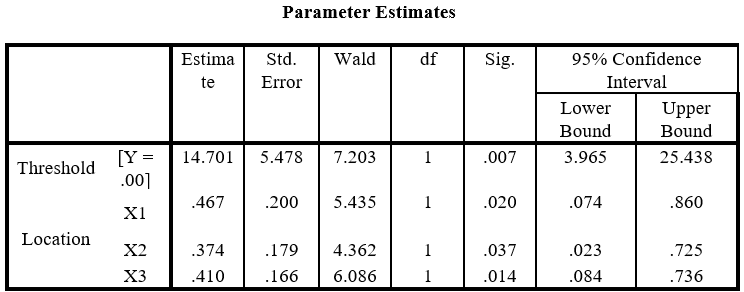 Parameter Estimates
Estima te Std. Error Wald df Sig. 95% Confidence Interval
Lower Bound Upper Bound
Threshold [Y = .00] 14.701 5.478 7.203 1 .007 3.965 25.438
Location X1 .467 .200 5.435 1 .020 .074 .860
X2 .374 .179 4.362 1 .037 .023 .725
X3 .410 .166 6.086 1 .014 .084 .736